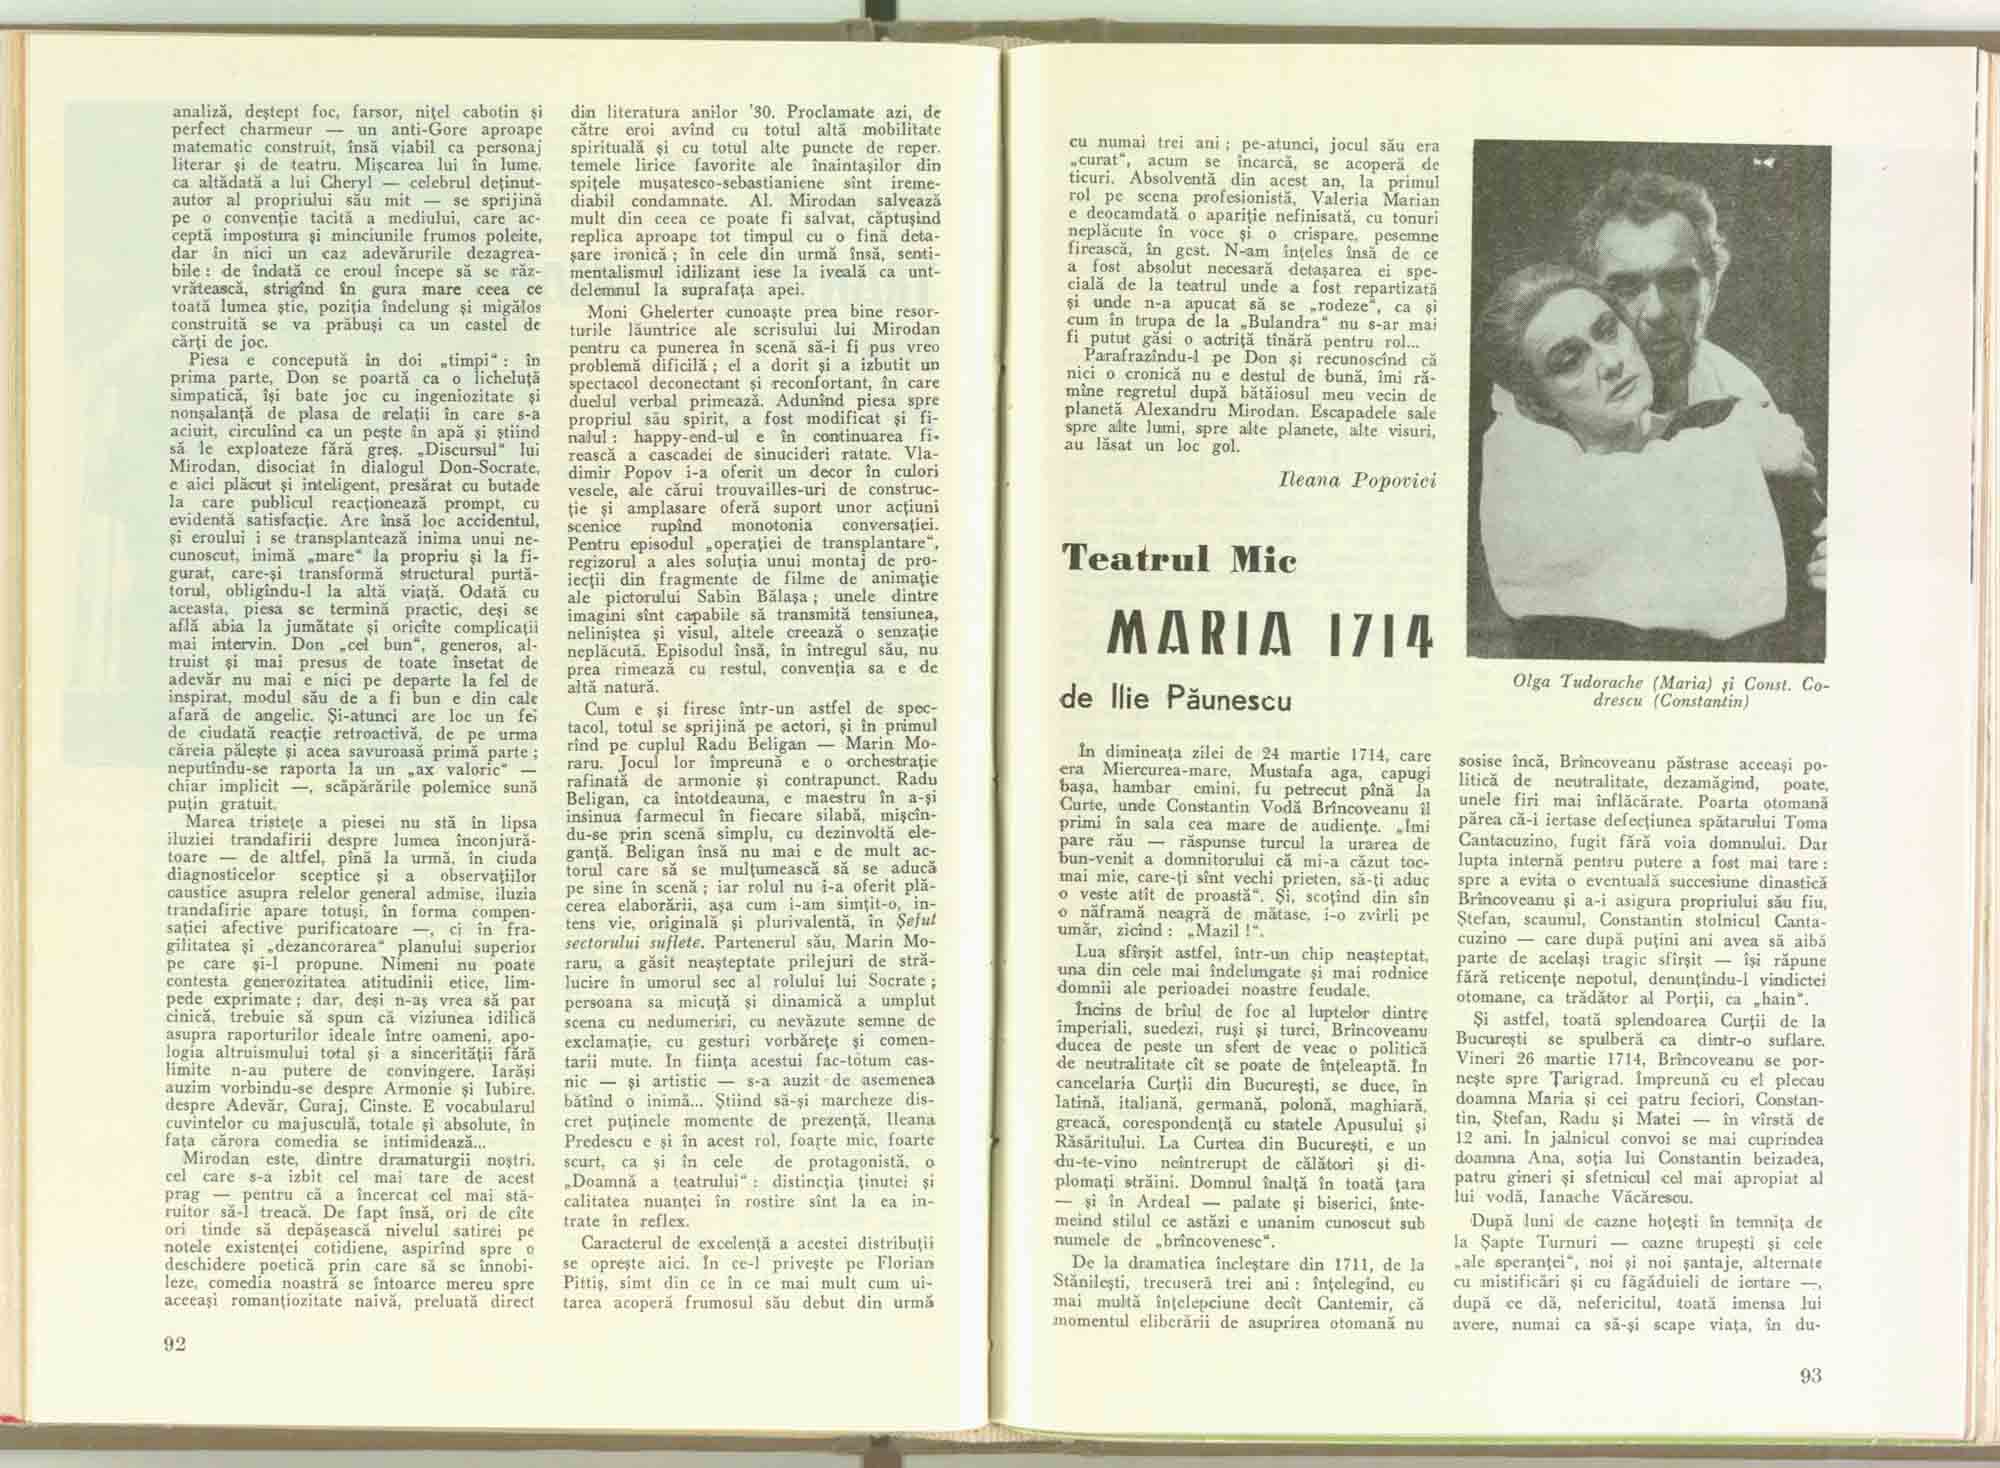 analiză, deștept foc, farsor, nițel cabotin și
perfect charmeur — un anti-Gore aproape
matematic construit, însă viabil ca personaj
literar și de teatru. Mișcarea lui în lume,
ca altădată a lui Cheryl — celebrul deținut-
autor al propriului său mit — se sprijină
pe o convenție tacită a mediului, care ac-
ceptă impostura și minciunile frumos poleite,
dar în nici un caz adevărurile dezagrea-
bile : de îndată ce eroul începe să se răz-
vrătească, strigînd în gura mare ceea ce
toată lumea știe, poziția îndelung și migălos
construită se va prăbuși ca un castel de
cărți de joc.
Piesa e concepută în doi „timpi“ : în
prima parte, Don se poartă ca o licheluță
simpatică, își bate joc cu ingeniozitate și
nonșalanță de plasa de relații în care s-a
aciuit, circulînd ca un pește în apă și știind
să le exploateze fără greș. „Discursul“ lui
Mirodan, disociat în dialogul Don-Socrate,
e aici plăcut și inteligent, presărat cu butade
la care publicul reacționează prompt, cu
evidentă satisfacție. Are însă loc accidentul,
și eroului i se transplantează inima unui ne-
cunoscut, inimă „mare“ la propriu și la fi-
gurat, care-și transformă structural purtă-
torul, obligîndu-l la altă viață. Odată cu
aceasta, piesa se termină practic, deși se
află abia la jumătate și oricîte complicații
mai intervin. Don „cel bun“, generos, al-
truist și mai presus de toate însetat de
adevăr nu mai e nici pe departe la fel de
inspirat, modul său de a fi bun e din cale
afară de angelic. Și-atunci are loc un fel
de ciudată reacție retroactivă, de pe urma
căreia pălește și acea savuroasă primă parte ;
neputîndu-se raporta la un „ax valoric“ —
chiar implicit —, scăpărările polemice sună
puțin gratuit.
Marea tristețe a piesei nu stă în lipsa
iluziei trandafirii despre lumea înconjură-
toare — de altfel, pînă la urmă, în ciuda
diagnosticelor sceptice și a observațiilor
caustice asupra relelor general admise, iluzia
trandafirie apare totuși, în forma compen-
sației afective purificatoare —, ci în fra-
gilitatea și „dezancorarea“ planului superior
pe care și-l propune. Nimeni nu poate
contesta generozitatea atitudinii etice, lim-
pede exprimate ; dar, deși n-aș vrea să par
cinică, trebuie să spun că viziunea idilică
asupra raporturilor ideale între oameni, apo-
logia altruismului total și a sincerității fără
limite n-au putere de convingere. Iarăși
auzim vorbindu-se despre Armonie și Iubire,
despre Adevăr, Curaj, Cinste. E vocabularul
cuvintelor cu majusculă, totale și absolute, în
fața cărora comedia se intimidează...
Mirodan este, dintre dramaturgii noștri,
cel care s-a izbit cel mai tare de acest
prag — pentru că a încercat cel mai stă-
ruitor să-l treacă. De fapt însă, ori de cîte
ori tinde să depășească nivelul satirei pe
notele existenței cotidiene, aspirînd spre o
deschidere poetică prin care să se înnobi-
leze, comedia noastră se întoarce mereu spre
aceeași romanțiozitate naivă, preluată direct
92
din literatura anilor '30. Proclamate azi, de
către eroi avînd cu totul altă mobilitate
spirituală și cu totul alte puncte de reper,
temele lirice favorite ale înaintașilor din
spițele mușatesco-sebastianiene sînt ireme-
diabil condamnate. Al. Mirodan salvează
mult din ceea ce poate fi salvat, căptușind
replica aproape tot timpul cu o fină deta-
șare ironică ; în cele din urmă însă, senti-
mentalismul idilizant iese la iveală ca unt-
delemnul la suprafața apei.
Moni Ghelerter cunoaște prea bine resor-
turile lăuntrice ale scrisului lui Mirodan
pentru ca punerea în scenă să-i fi pus vreo
problemă dificilă ; el a dorit și a izbutit un
spectacol deconectant și reconfortant, în care
duelul verbal primează. Adunînd piesa spre
propriul său spirit, a fost modificat și fi-
nalul : happy-end-ul e în continuarea fi-
rească a cascadei de sinucideri ratate. Vla-
dimir Popov i-a oferit un decor în culori
vesele, ale cărui trouvailles-uri de construc-
ție și amplasare oferă suport unor acțiuni
scenice rupînd monotonia conversației.
Pentru episodul „operației de transplantare“,
regizorul a ales soluția unui montaj de pro-
iecții din fragmente de filme de animație
ale pictorului Sabin Bălașa ; unele dintre
imagini sînt capabile să transmită tensiunea,
neliniștea și visul, altele creează o senzație
neplăcută. Episodul însă, în întregul său, nu
prea rimează cu restul, convenția sa e de
altă natură.
Cum e și firesc într-un astfel de spec-
tacol, totul se sprijină pe actori, și în primul
rînd pe cuplul Radu Beligan — Marin Mo-
raru. Jocul lor împreună e o orchestrație
rafinată de armonie și contrapunct. Radu
Beligan, ca întotdeauna, e maestru în a-și
insinua farmecul în fiecare silabă, mișcîn-
du-se prin scenă simplu, cu dezinvoltă ele-
ganță. Beligan însă nu mai e de mult ac-
torul care să se mulțumească să se aducă
pe sine în scenă ; iar rolul nu i-a oferit plă-
cerea elaborării, așa cum i-am simțit-o, in-
tens vie, originală și plurivalentă, în Șeful
sectorului suflete. Partenerul său, Marin Mo-
raru, a găsit neașteptate prilejuri de stră-
lucire în umorul sec al rolului lui Socrate ;
persoana sa micuță și dinamică a umplut
scena cu nedumeriri, cu nevăzute semne de
exclamație, cu gesturi vorbărețe și comen-
tarii mute. In ființa acestui fac-totum cas-
nic — și artistic — s-a auzit de asemenea
bătînd o inimă... Știind să-și marcheze dis-
cret puținele momente de prezență, Ileana
Predescu e și în acest rol, foarte mic, foarte
scurt, ca și în cele de protagonistă, o
„Doamnă a teatrului“ : distincția ținutei și
calitatea nuanței în rostire sînt la ea in-
trate în reflex.
Caracterul de excelență a acestei distribuții
se oprește aici. In ce-l privește pe Florian
Pittiș, simt din ce în ce mai mult cum ui-
tarea acoperă frumosul său debut din urmă
cu numai trei ani ; pe-atunci, jocul său era
„curat“, acum se încarcă, se acoperă de
ticuri. Absolventă din acest an, la primul
rol pe scena profesionistă, Valeria Marian
e deocamdată o apariție nefinisată, cu tonuri
neplăcute în voce și o crispare, pesemne
firească, în gest. N-am înțeles însă de ce
a fost absolut necesară detașarea ei spe-
cială de la teatrul unde a fost repartizată
și unde n-a apucat să se „rodeze“, ca și
cum în trupa de la „Bulandra“ nu s-ar mai
fi putut găsi o actriță tînără pentru rol...
Parafrazîndu-l pe Don și recunoscînd că
nici o cronică nu e destul de bună, îmi ră-
mîne regretul după bătăiosul meu vecin de
planetă Alexandru Mirodan. Escapadele sale
spre alte lumi, spre alte planete, alte visuri,
au lăsat un loc gol.
Ileana Popovici
Teatrul Mic
MARIA 1714
de Ilie Păunescu
Olga Tudorache (Maria) și Const. Co-
drescu (Constantin)
În dimineața zilei de 24 martie 1714, care
era Miercurea-mare, Mustafa aga, capugi
bașa, hambar emini, fu petrecut pînă la
Curte, unde Constantin Vodă Brîncoveanu îl
primi în sala cea mare de audiențe. „Imi
pare rău — răspunse turcul la urarea de
bun-venit a domnitorului că mi-a căzut toc-
mai mie, care-ți sînt vechi prieten, să-ți aduc
o veste atît de proastă“. Și, scoțînd din sîn
o năframă neagră de mătase, i-o zvîrli pe
umăr, zicînd : „Mazil !“.
Lua sfîrșit astfel, într-un chip neașteptat,
una din cele mai îndelungate și mai rodnice
domnii ale perioadei noastre feudale.
Încins de brîul de foc al luptelor dintre
imperiali, suedezi, ruși și turci, Brîncoveanu
ducea de peste un sfert de veac o politică
de neutralitate cît se poate de înțeleaptă. In
cancelaria Curții din București, se duce, în
latină, italiană, germană, polonă, maghiară,
greacă, corespondență cu statele Apusului și
Răsăritului. La Curtea din București, e un
du-te-vino neîntrerupt de călători și di-
plomați străini. Domnul înalță în toată țara
— și în Ardeal — palate și biserici, înte-
meind stilul ce astăzi e unanim cunoscut sub
numele de „brîncovenesc“.
De la dramatica încleștare din 1711, de la
Stănilești, trecuseră trei ani : înțelegînd, cu
mai multă înțelepciune decît Cantemir, că
momentul eliberării de asuprirea otomană nu
sosise încă, Brîncoveanu păstrase aceeași po-
litică de neutralitate, dezamăgind, poate,
unele firi mai înflăcărate. Poarta otomană
părea că-i iertase defecțiunea spătarului Toma
Cantacuzino, fugit fără voia domnului. Dar
lupta internă pentru putere a fost mai tare :
spre a evita o eventuală succesiune dinastică
Brîncoveanu și a-i asigura propriului său fiu,
Ștefan, scaunul, Constantin stolnicul Canta-
cuzino — care după puțini ani avea să aibă
parte de același tragic sfîrșit — își răpune
fără reticențe nepotul, denunțîndu-l vindictei
otomane, ca trădător al Porții, ca „hain“.
Și astfel, toată splendoarea Curții de la
București se spulberă ca dintr-o suflare.
Vineri 26 martie 1714, Brîncoveanu se por-
nește spre Țarigrad. Impreună cu el plecau
doamna Maria și cei patru feciori, Constan-
tin, Ștefan, Radu și Matei — în vîrstă de
12 ani. In jalnicul convoi se mai cuprindea
doamna Ana, soția lui Constantin beizadea,
patru gineri și sfetnicul cel mai apropiat al
lui vodă, Ianache Văcărescu.
După luni de cazne hoțești în temnița de
la Șapte Turnuri — cazne trupești și cele
„ale speranței“, noi și noi șantaje, alternate
cu mistificări și cu făgăduieli de iertare —,
după ce dă, nefericitul, toată imensa lui
avere, numai ca să-și scape viața, în du-
93